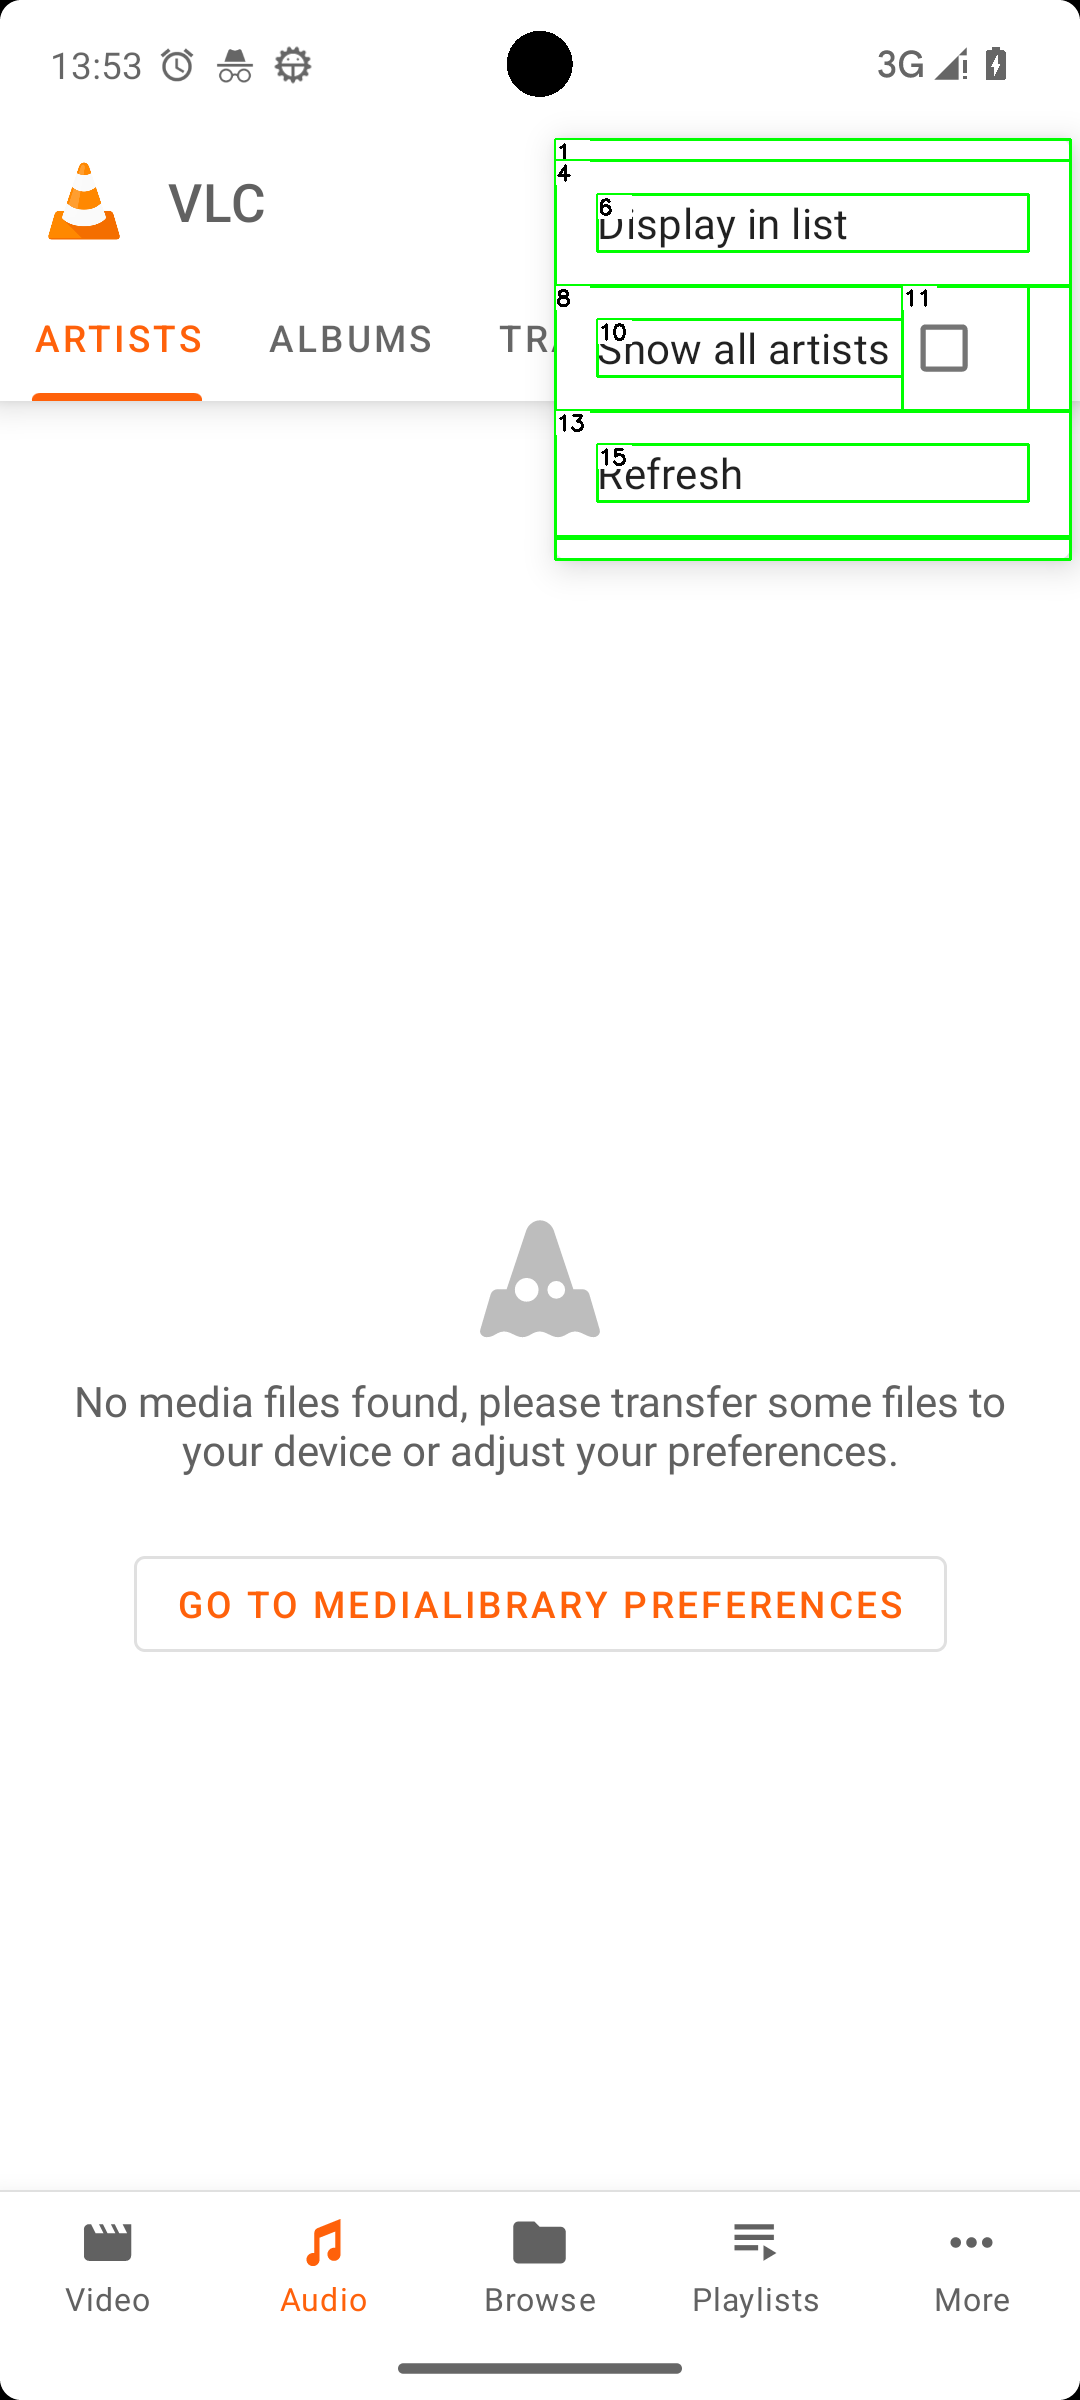 13:53
3G
VLC
1
4
6
Display in list
ARTISTS
ALBUMS
8
10
Show all artists
11
13
15
Refresh
No media files found, please transfer some files to
your device or adjust your preferences.
GO TO MEDIALIBRARY PREFERENCES
Video
Audio
Browse
Playlists
More